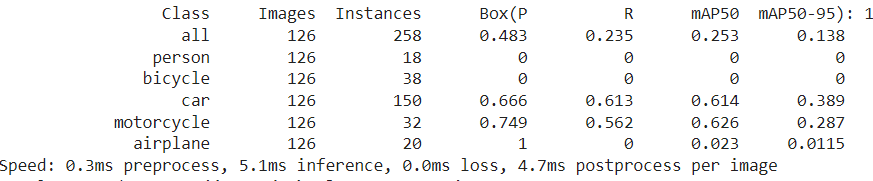 Class Images Instances Box(P R mAP50 mAP50-95): 1
all 126 258 0.483 0.235 0.253 0.138
person 126 18 0 0 0 0
bicycle 126 38 0 0 0 0
car 126 150 0.666 0.613 0.614 0.389
motorcycle 126 32 0.749 0.562 0.626 0.287
airplane 126 20 1 0 0.023 0.0115
Speed: 0.3ms preprocess, 5.1ms inference, 0.0ms loss, 4.7ms postprocess per image